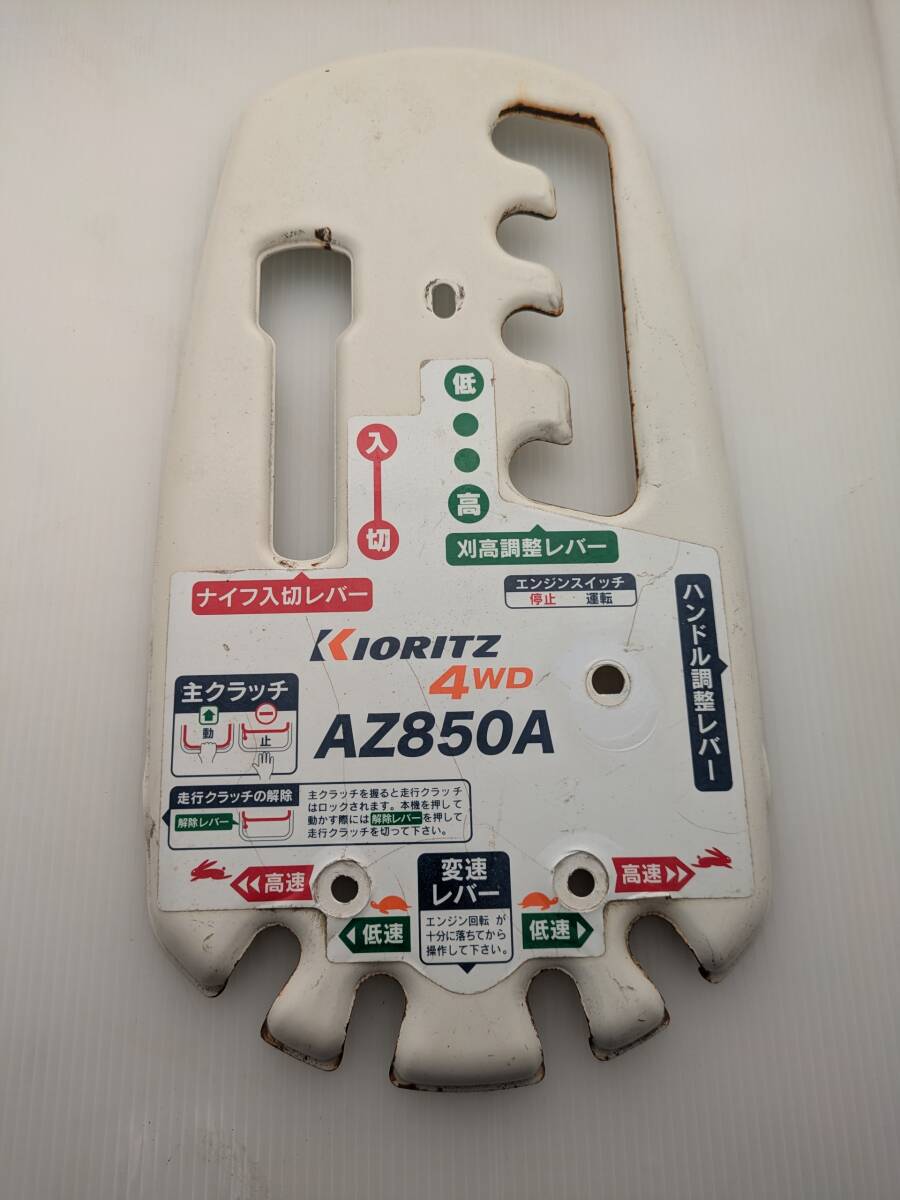 低
高
入
切
刈高調整レバー
ナイフ入切レバー
エンジンスイッチ
停止 運転
ハンドル調整レバー
KIORITZ
4WD
AZ850A
主クラッチ
動
止
走行クラッチの解除
解除レバー
主クラッチを握ると走行クラッチ
はロックされます。本機を押して
動かす際には解除レバーを押して
走行クラッチを切って下さい。
高速
低速
変速
レバー
エンジン回転 が
十分に落ちてから
操作して下さい。
低速
高速